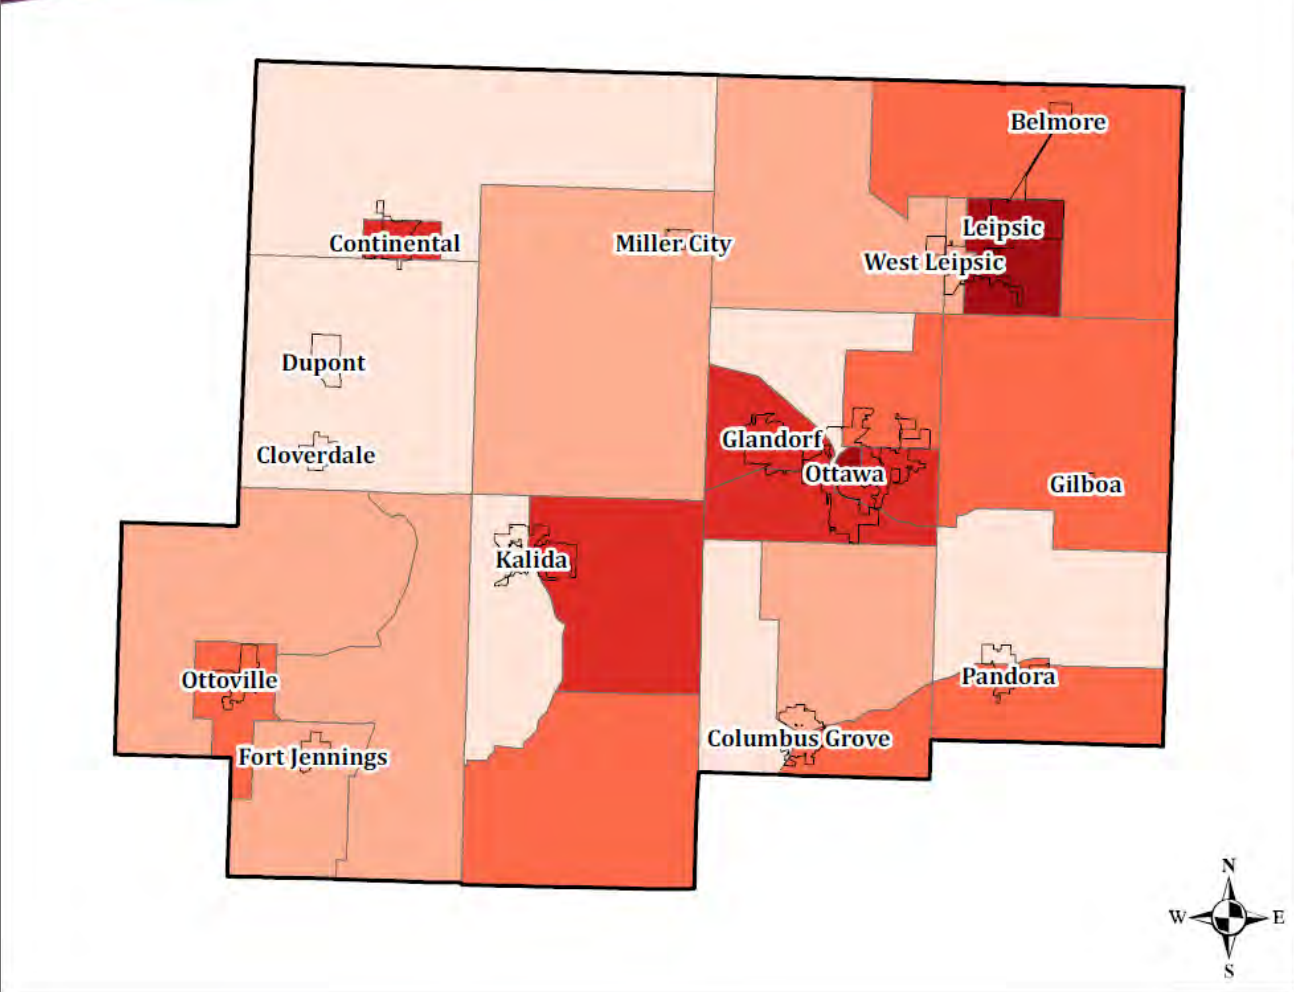 Belmore
Leipsic
Continental
Miller City
West Leipsic
Dupont
Glandorf
Cloverdale
Ottawa
Gilboa
Kalida
Ottoville
Pandora
Fort Jennings
Columbus Grove
N
W
E
S